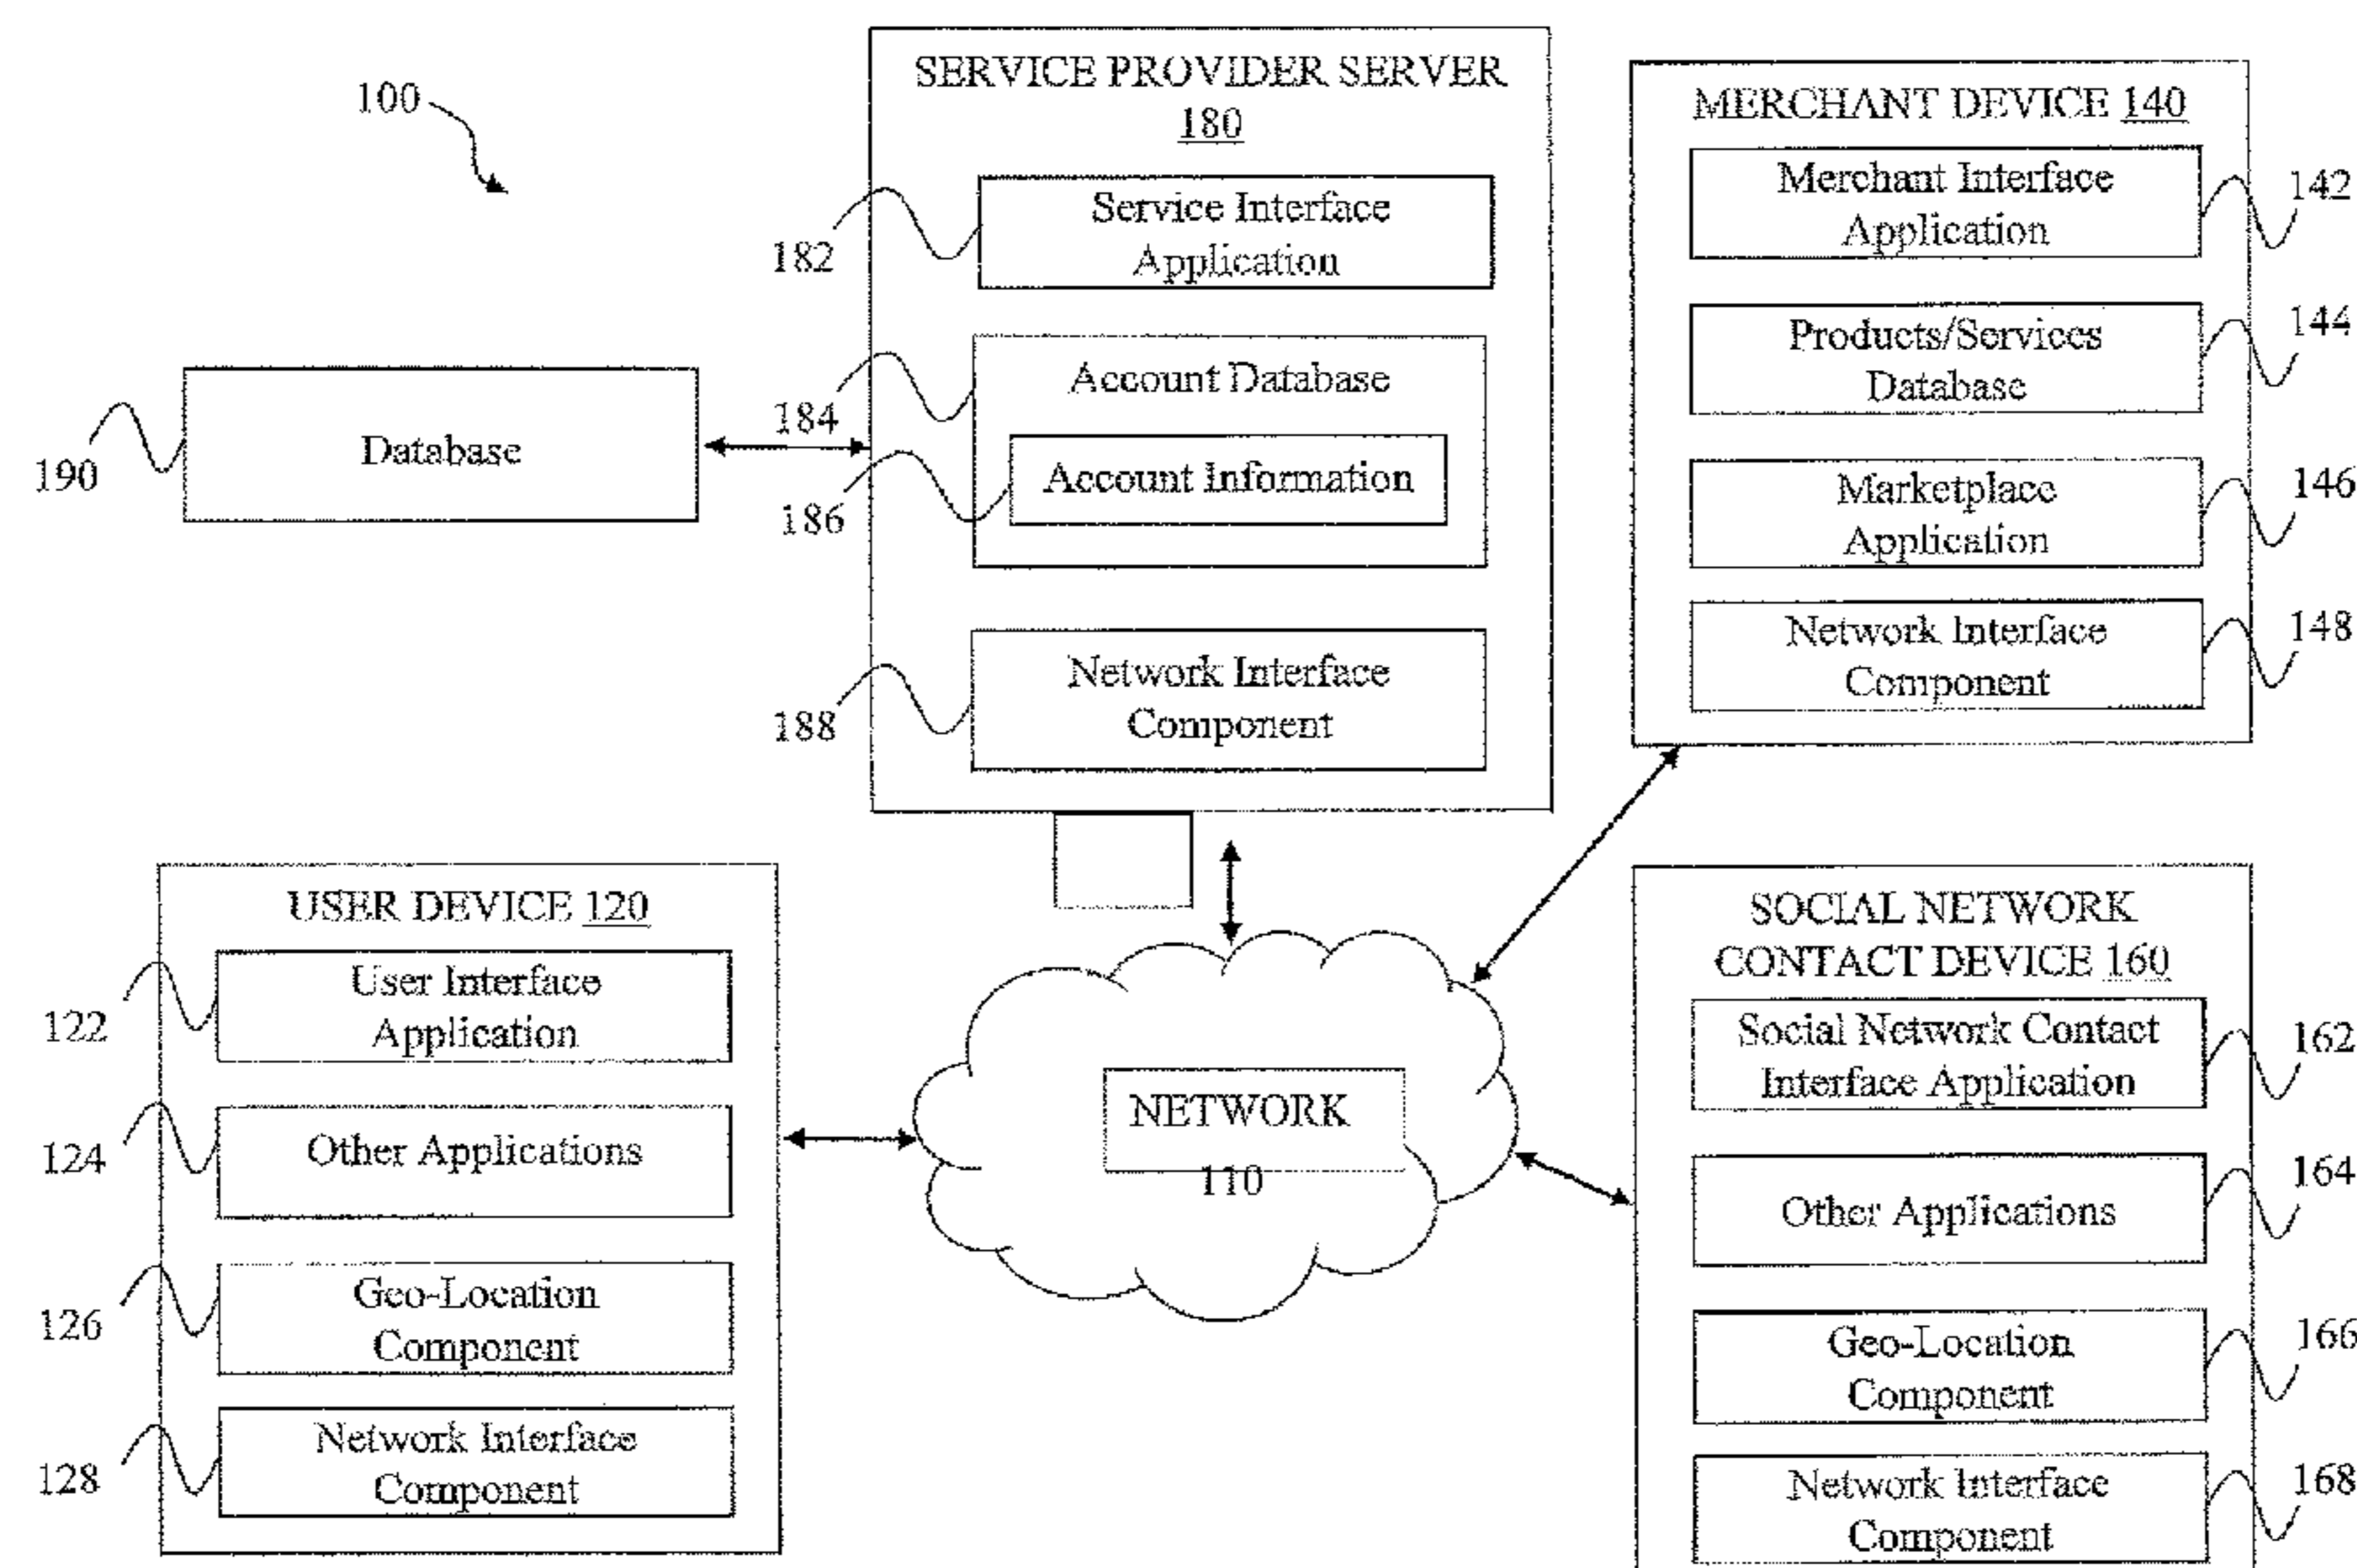 100
SERVICE PROVIDER SERVER
180
182
Service Interface
Application
184
Account Database
186
Account Information
188
Network Interface
Component
190
Database
MERCHANT DEVICE 140
Merchant Interface
Application
142
Products/Services
Database
144
Marketplace
Application
146
Network Interface
Component
148
USER DEVICE 120
122
User Interface
Application
124
Other Applications
126
Geo-Location
Component
128
Network Interface
Component
NETWORK
110
SOCIAL NETWORK
CONTACT DEVICE 160
Social Network Contact
Interface Application
162
Other Applications
164
Geo-Location
Component
166
Network Interface
Component
168